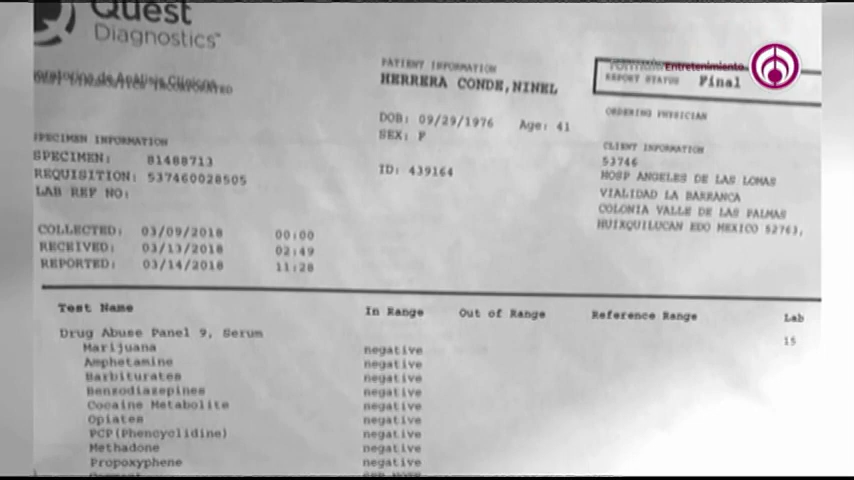 Quest
Diagnostics™
PATIENT INFORMATION
HERRERA CONDE, NINEL
Entretenimiento
REPORT STATUS Final
DOB: 09/29/1976 Age: 41
SEX: F
ORDERING PHYSICIAN
SPECIMEN INFORMATION
SPECIMEN: 81488713
REQUISITION: 537460028505
LAB REF NO:
ID: 439164
CLIENT INFORMATION
53746
HOSP ANGELES DE LAS LOMAS
VIALIDAD LA BARRANCA
COLONIA VALLE DE LAS PALMAS
HUIXQUILUCAN EDO MEXICO 52763,
COLLECTED: 03/09/2018 00:00
RECEIVED: 03/13/2018 02:49
REPORTED: 03/14/2018 11:28
Test Name In Range Out of Range Reference Range Lab
Drug Abuse Panel 9, Serum 15
Marijuana negative
Amphetamine negative
Barbiturates negative
Benzodiazepines negative
Cocaine Metabolite negative
Opiates negative
PCP(Phencyclidine) negative
Methadone negative
Propoxyphene negative